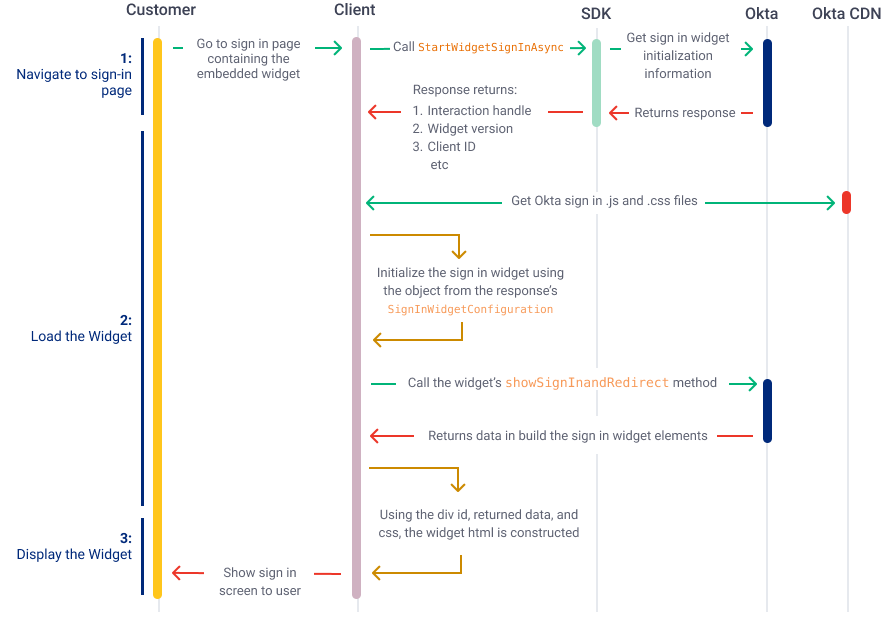 Customer
Client
SDK
Okta
Okta CDN
1:
Navigate to sign-in
page
Go to sign in page
containing the
embedded widget
Call StartWidgetSignInAsync
Get sign in widget
initialization
information
Response returns:
1. Interaction handle
2. Widget version
3. Client ID
etc
Returns response
Get Okta sign in .js and .css files
2:
Load the Widget
Initialize the sign in widget using
the object from the response's
SignInWidgetConfiguration
Call the widget's showSignInandRedirect method
Returns data in build the sign in widget elements
Using the div id, returned data, and
css, the widget html is constructed
3:
Display the Widget
Show sign in
screen to user